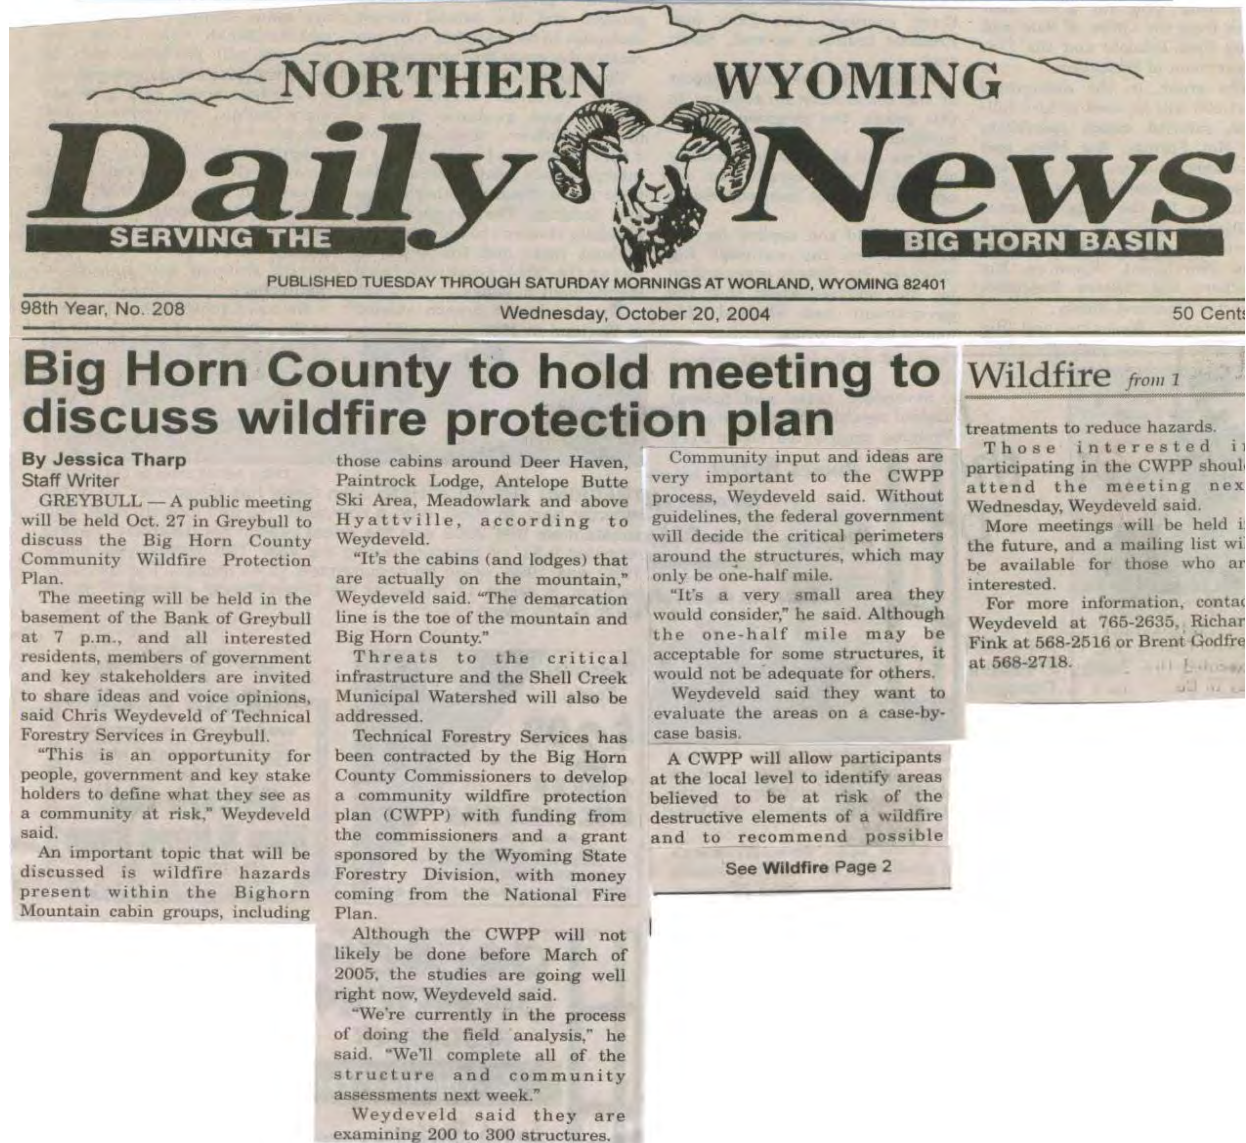 NORTHERN WYOMING
Daily News
SERVING THE
BIG HORN BASIN
PUBLISHED TUESDAY THROUGH SATURDAY MORNINGS AT WORLAND, WYOMING 82401
98th Year, No. 208
Wednesday, October 20, 2004
50 Cents
Big Horn County to hold meeting to
discuss wildfire protection plan
By Jessica Tharp
Staff Writer
GREYBULL — A public meeting
will be held Oct. 27 in Greybull to
discuss the Big Horn County
Community Wildfire Protection
Plan.
The meeting will be held in the
basement of the Bank of Greybull
at 7 p.m., and all interested
residents, members of government
and key stakeholders are invited
to share ideas and voice opinions,
said Chris Weydeveld of Technical
Forestry Services in Greybull.
"This is an opportunity for
people, government and key stake
holders to define what they see as
a community at risk," Weydeveld
said.
An important topic that will be
discussed is wildfire hazards
present within the Bighorn
Mountain cabin groups, including
those cabins around Deer Haven,
Paintrock Lodge, Antelope Butte
Ski Area, Meadowlark and above
Hyattville, according to
Weydeveld.
"It's the cabins (and lodges) that
are actually on the mountain,"
Weydeveld said. "The demarcation
line is the toe of the mountain and
Big Horn County."
Threats to the critical
infrastructure and the Shell Creek
Municipal Watershed will also be
addressed.
Technical Forestry Services has
been contracted by the Big Horn
County Commissioners to develop
a community wildfire protection
plan (CWPP) with funding from
the commissioners and a grant
sponsored by the Wyoming State
Forestry Division, with money
coming from the National Fire
Plan.
Although the CWPP will not
likely be done before March of
2005, the studies are going well
right now, Weydeveld said.
"We're currently in the process
of doing the field analysis," he
said. "We'll complete all of the
structure and community
assessments next week."
Weydeveld said they are
examining 200 to 300 structures.
Community input and ideas are
very important to the CWPP
process, Weydeveld said. Without
guidelines, the federal government
will decide the critical perimeters
around the structures, which may
only be one-half mile.
"It's a very small area they
would consider," he said. Although
the one-half mile may be
acceptable for some structures, it
would not be adequate for others.
Weydeveld said they want to
evaluate the areas on a case-by-
case basis.
A CWPP will allow participants
at the local level to identify areas
believed to be at risk of the
destructive elements of a wildfire
and to recommend possible
See Wildfire Page 2
Wildfire from 1
treatments to reduce hazards.
Those interested i
participating in the CWPP shoul
attend the meeting nex
Wednesday, Weydeveld said.
More meetings will be held i
the future, and a mailing list wil
be available for those who ar
interested.
For more information, contac
Weydeveld at 765-2635, Richar
Fink at 568-2516 or Brent Godfre
at 568-2718.